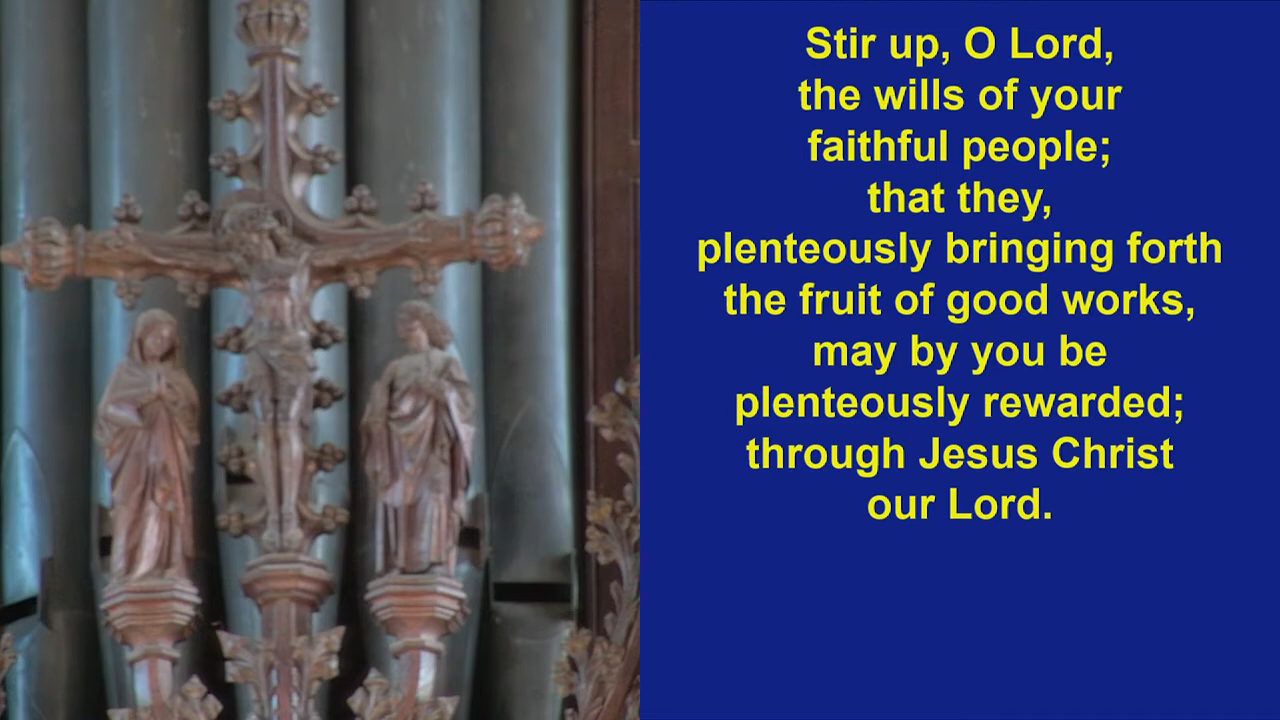 Stir up, O Lord,
the wills of your
faithful people;
that they,
plenteously bringing forth
the fruit of good works,
may by you be
plenteously rewarded;
through Jesus Christ
our Lord.